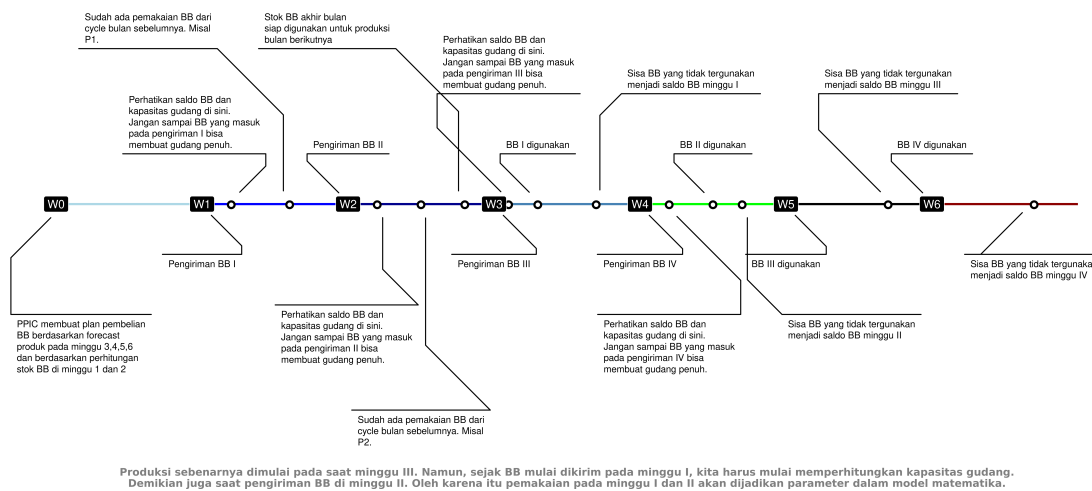 Sudah ada pemakaian BB dari
cycle bulan sebelumnya. Misal
P1.
Stok BB akhir bulan
siap digunakan untuk produksi
bulan berikutnya
Perhatikan saldo BB dan
kapasitas gudang di sini.
Jangan sampai BB yang masuk
pada pengiriman III bisa
membuat gudang penuh.
Sisa BB yang tidak tergunakan
menjadi saldo BB minggu I
Sisa BB yang tidak tergunakan
menjadi saldo BB minggu III
Perhatikan saldo BB dan
kapasitas gudang di sini.
Jangan sampai BB yang masuk
pada pengiriman I bisa
membuat gudang penuh.
Pengiriman BB II
BB I digunakan
BB II digunakan
BB IV digunakan
W0
W1
W2
W3
W4
W5
W6
Pengiriman BB I
Pengiriman BB III
Pengiriman BB IV
BB III digunakan
Sisa BB yang tidak tergunaka
menjadi saldo BB minggu IV
PPIC membuat plan pembelian
BB berdasarkan forecast
produk pada minggu 3,4,5,6
dan berdasarkan perhitungan
stok BB di minggu 1 dan 2
Perhatikan saldo BB dan
kapasitas gudang di sini.
Jangan sampai BB yang masuk
pada pengiriman II bisa
membuat gudang penuh.
Perhatikan saldo BB dan
kapasitas gudang di sini.
Jangan sampai BB yang masuk
pada pengiriman IV bisa
membuat gudang penuh.
Sisa BB yang tidak tergunakan
menjadi saldo BB minggu II
Sudah ada pemakaian BB dari
cycle bulan sebelumnya. Misal
P2.
Produksi sebenarnya dimulai pada saat minggu III. Namun, sejak BB mulai dikirim pada minggu I, kita harus mulai memperhitungkan kapasitas gudang.
Demikian juga saat pengiriman BB di minggu II. Oleh karena itu pemakaian pada minggu I dan II akan dijadikan parameter dalam model matematika.